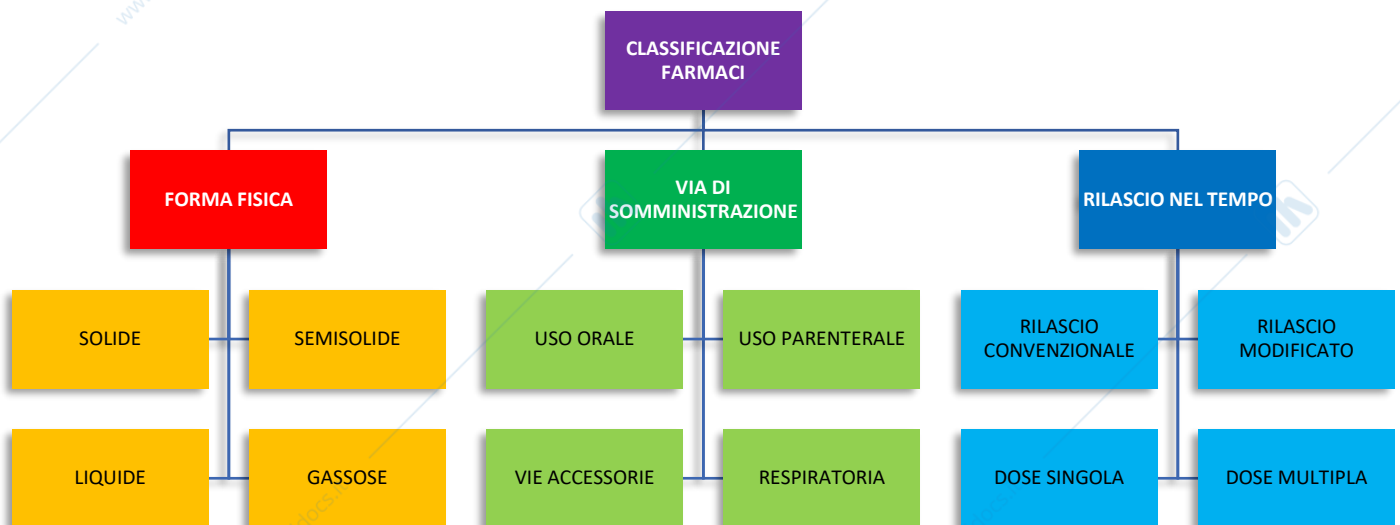 CLASSIFICAZIONE
FARMACI
FORMA FISICA
VIA DI
SOMMINISTRAZIONE
RILASCIO NEL TEMPO
SOLIDE
SEMISOLIDE
USO ORALE
USO PARENTERALE
RILASCIO
CONVENZIONALE
RILASCIO
MODIFICATO
LIQUIDE
GASSOSE
VIE ACCESSORIE
RESPIRATORIA
DOSE SINGOLA
DOSE MULTIPLA